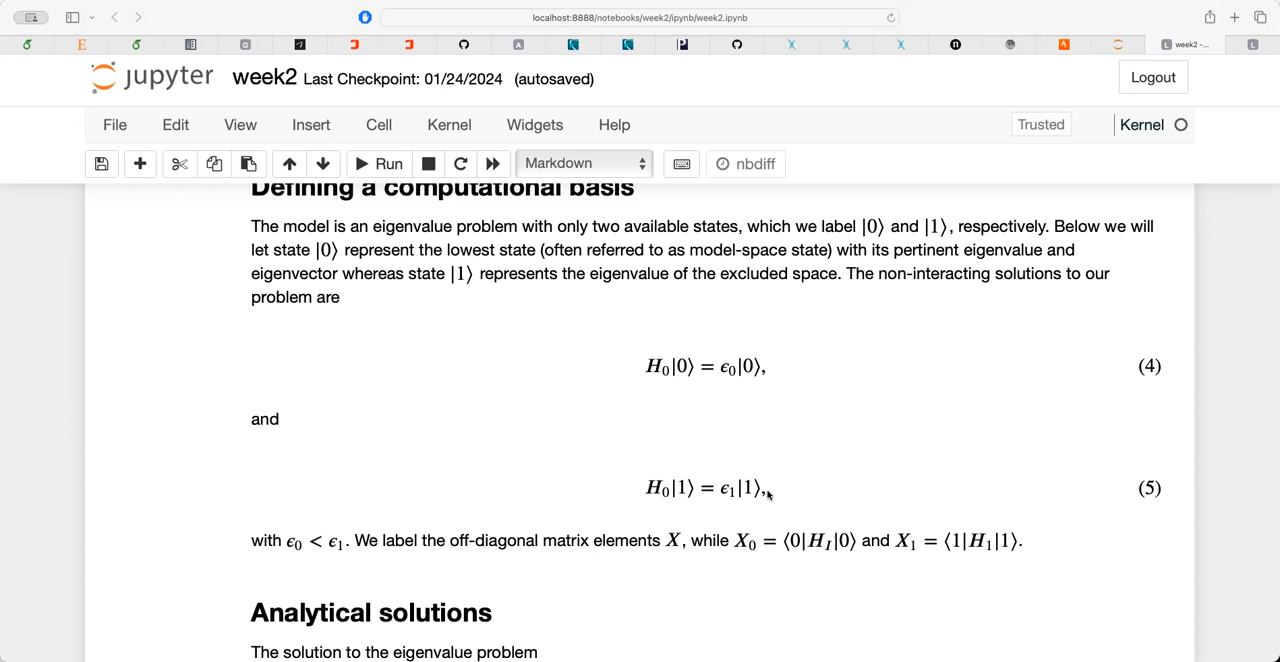 localhost:8888/notebooks/week2/ipynb/week2.ipynb
week2 -...
jupyter week2 Last Checkpoint: 01/24/2024 (autosaved)
Logout
File Edit View Insert Cell Kernel Widgets Help Trusted Kernel
Run Markdown nbdiff
Defining a computational basis
The model is an eigenvalue problem with only two available states, which we label |0⟩ and |1⟩, respectively. Below we will
let state |0⟩ represent the lowest state (often referred to as model-space state) with its pertinent eigenvalue and
eigenvector whereas state |1⟩ represents the eigenvalue of the excluded space. The non-interacting solutions to our
problem are
H₀|0⟩ = ϵ₀|0⟩, (4)
and
H₀|1⟩ = ϵ₁|1⟩, (5)
with ϵ₀ < ϵ₁. We label the off-diagonal matrix elements X, while X₀ = ⟨0|H_I|0⟩ and X₁ = ⟨1|H₁|1⟩.
Analytical solutions
The solution to the eigenvalue problem